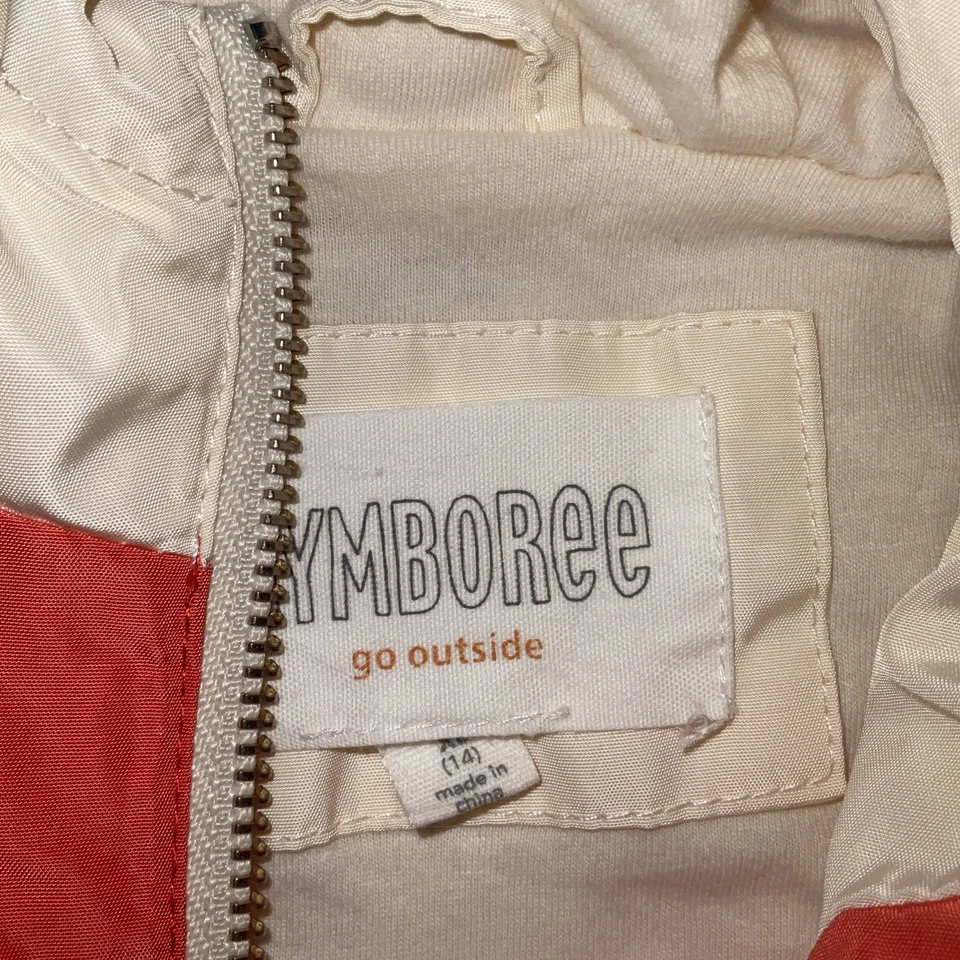 YMBOREE
go outside
(14)
made in
china